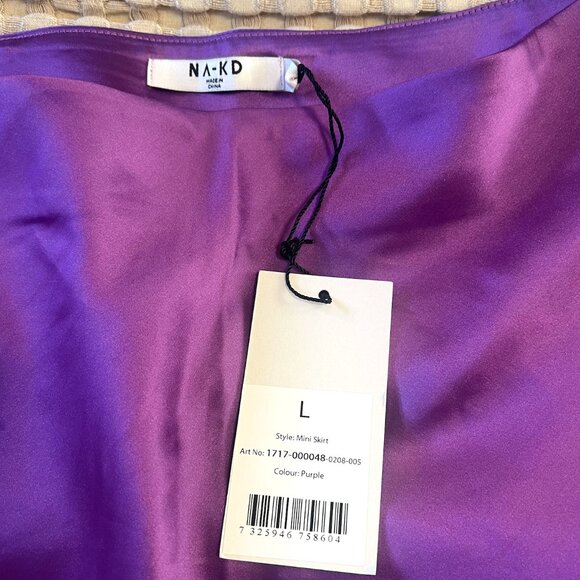 NA-KD
MADE IN
CHINA
L
Style: Mini Skirt
Art No: 1717-000048-0208-005
Colour: Purple
7 325946 758604